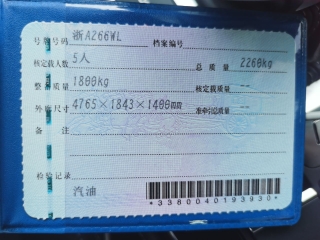 号牌号码 浙A266WL 档案编号
核定载人数 5人 总质量 2260kg
整备质量 1800kg 核定载质量 --
外廓尺寸 4765×1843×1400mm 准牵引总质量 --
备注
检验记录
汽油
*3380040193930*